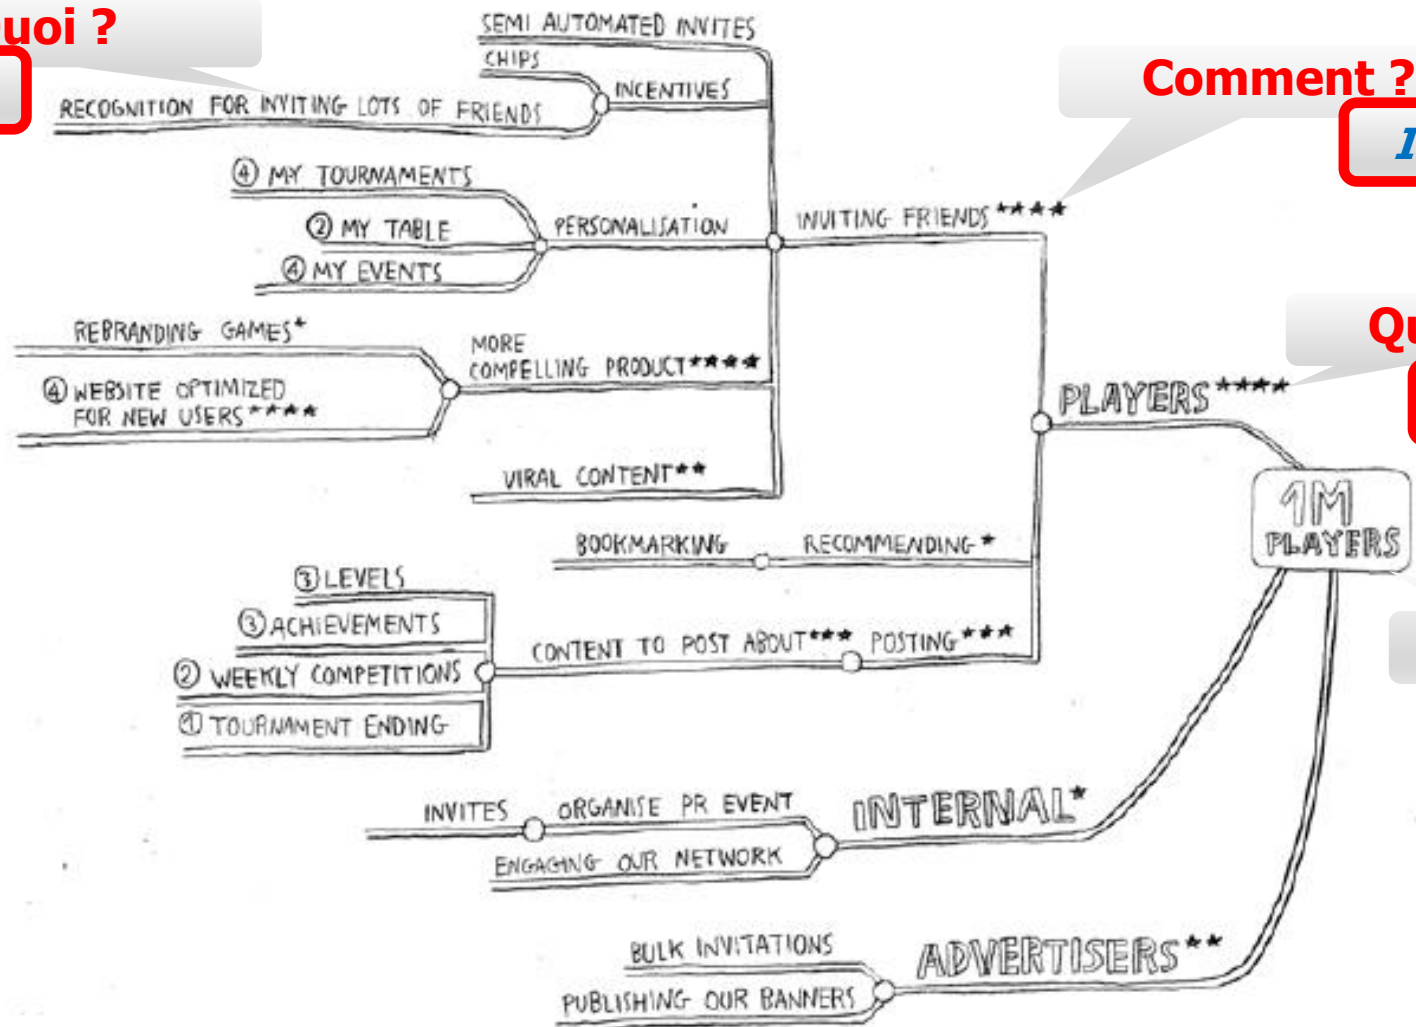 uoi ?
SEMI AUTOMATED INVITES
CHIPS
INCENTIVES
RECOGNITION FOR INVITING LOTS OF FRIENDS
Comment ?
④ MY TOURNAMENTS
② MY TABLE
④ MY EVENTS
PERSONALISATION
INVITING FRIENDS****
REBRANDING GAMES*
④ WEBSITE OPTIMIZED
FOR NEW USERS****
MORE
COMPELLING PRODUCT****
Qu
PLAYERS****
VIRAL CONTENT**
1M
PLAYERS
BOOKMARKING
RECOMMENDING*
③ LEVELS
③ ACHIEVEMENTS
② WEEKLY COMPETITIONS
① TOURNAMENT ENDING
CONTENT TO POST ABOUT***
POSTING***
INVITES
ORGANISE PR EVENT
ENGAGING OUR NETWORK
INTERNAL*
BULK INVITATIONS
PUBLISHING OUR BANNERS
ADVERTISERS**